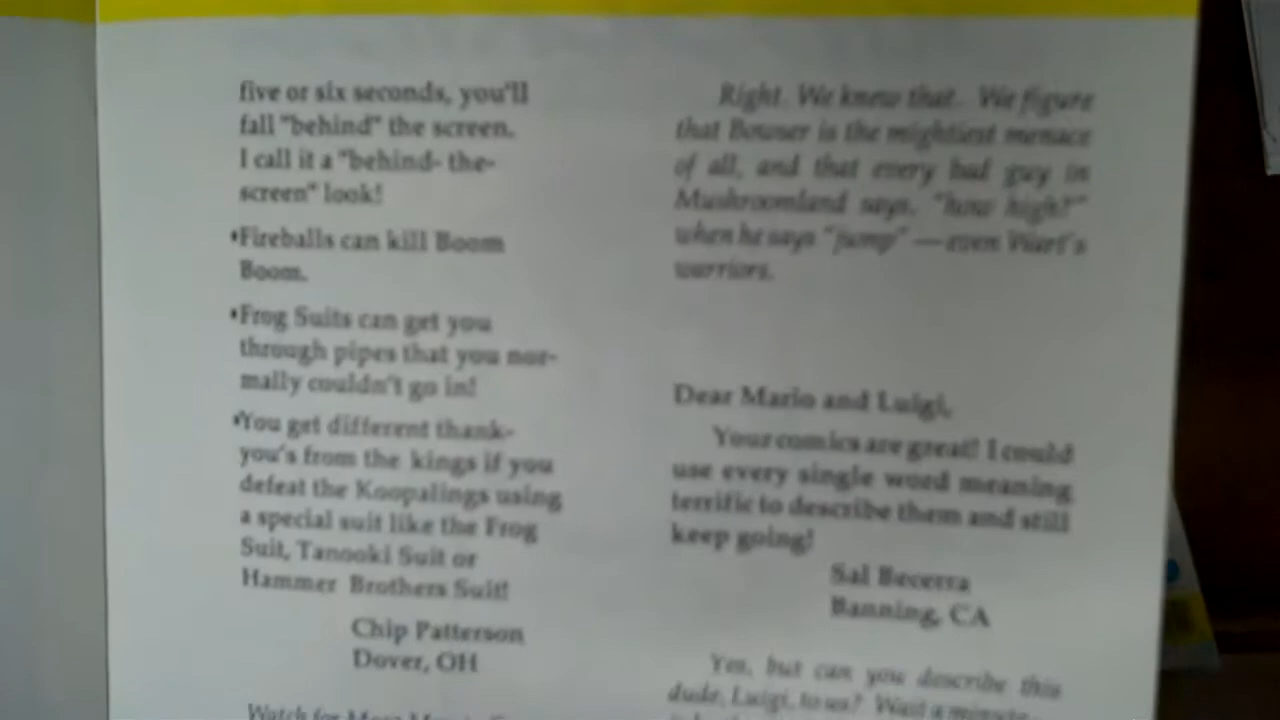 five or six seconds, you'll
fall "behind" the screen.
I call it a "behind- the-
screen" look!
•Fireballs can kill Boom
Boom.
•Frog Suits can get you
through pipes that you nor-
mally couldn't go in!
•You get different thank-
you's from the kings if you
defeat the Koopalings using
a special suit like the Frog
Suit, Tanooki Suit or
Hammer Brothers Suit!
Chip Patterson
Dover, OH
Right. We knew that. We figure
that Bowser is the mightiest menace
of all, and that every bad guy in
Mushroomland says, "how high?"
when he says "jump" —even Wart's
warriors.
Dear Mario and Luigi,
Your comics are great! I could
use every single word meaning
terrific to describe them and still
keep going!
Sal Becerra
Banning, CA
Yes, but can you describe this
dude, Luigi, to us? Wait a minute